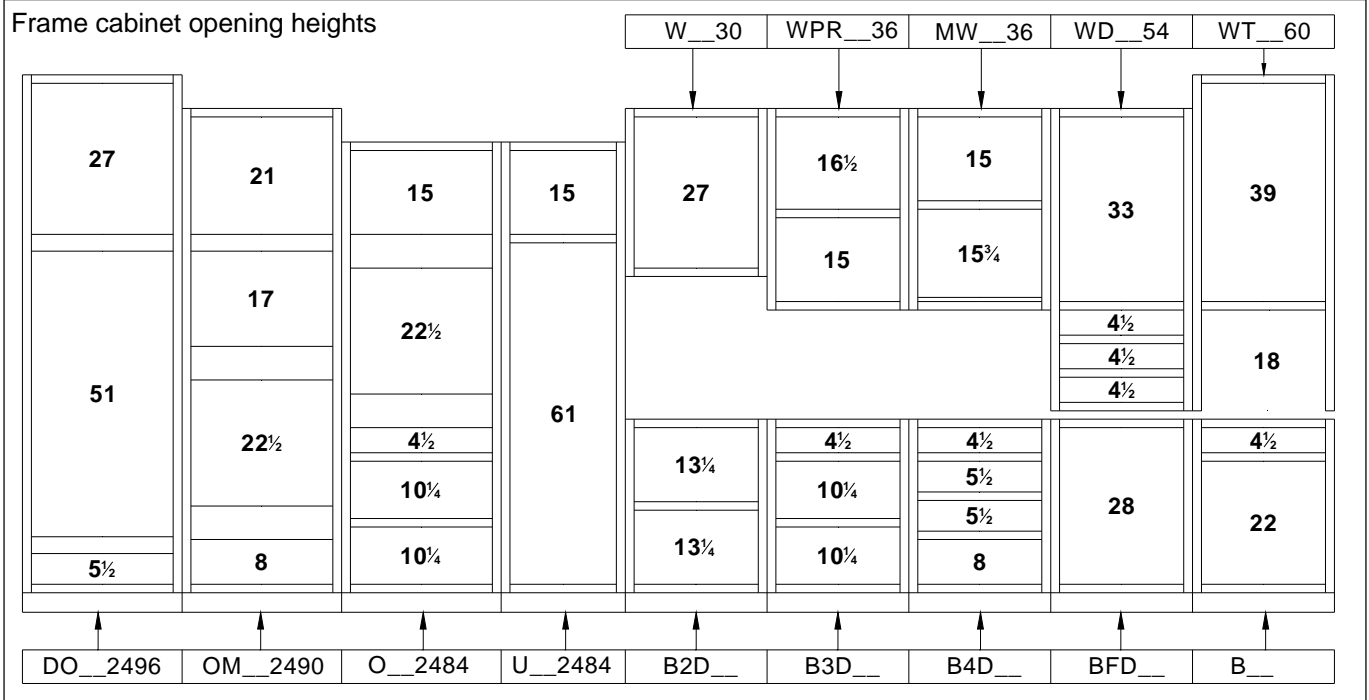 Frame cabinet opening heights
W__30 WPR__36 MW__36 WD__54 WT__60
27 21 15 15 27 16½ 15 33 39
17 15 15¾
22½ 4½ 18
51 61 4½
4½
22½ 4½ 13¼ 4½ 4½ 28 4½
10¼ 10¼ 5½ 22
5½ 8 10¼ 13¼ 10¼ 5½
8
DO__2496 OM__2490 O__2484 U__2484 B2D__ B3D__ B4D__ BFD__ B__